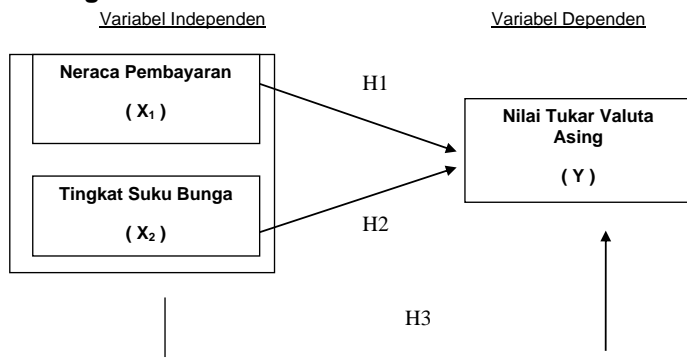 Variabel Independen
Variabel Dependen
Neraca Pembayaran
( X₁ )
H1
Nilai Tukar Valuta
Asing
( Y )
Tingkat Suku Bunga
( X₂ )
H2
H3